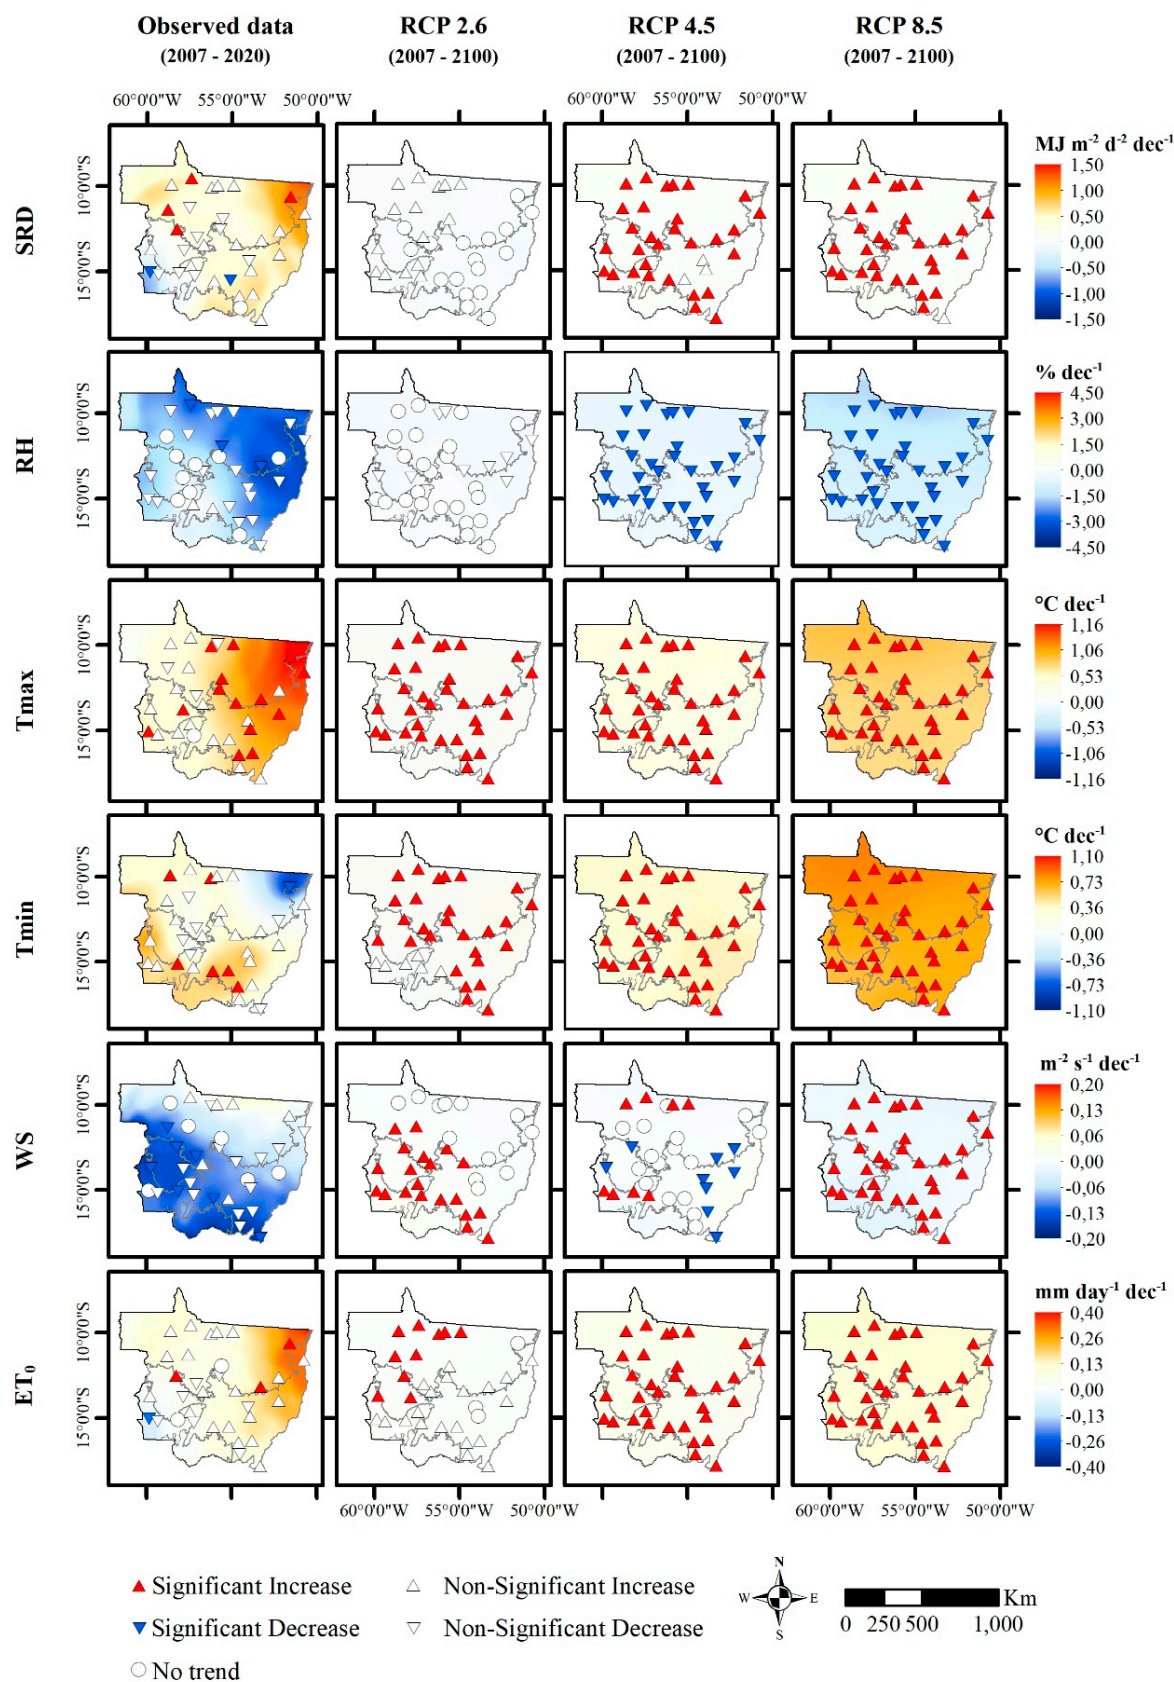 Observed data RCP 2.6 RCP 4.5 RCP 8.5
(2007 - 2020) (2007 - 2100) (2007 - 2100) (2007 - 2100)
60°0'0"W 55°0'0"W 50°0'0"W 60°0'0"W 55°0'0"W 50°0'0"W
SRD
10°0'0"S
15°0'0"S
MJ m⁻² d⁻² dec⁻¹
1,50
1,00
0,50
0,00
-0,50
-1,00
-1,50
RH
10°0'0"S
15°0'0"S
% dec⁻¹
4,50
3,00
1,50
0,00
-1,50
-3,00
-4,50
Tmax
10°0'0"S
15°0'0"S
°C dec⁻¹
1,16
1,06
0,53
0,00
-0,53
-1,06
-1,16
Tmin
10°0'0"S
15°0'0"S
°C dec⁻¹
1,10
0,73
0,36
0,00
-0,36
-0,73
-1,10
WS
10°0'0"S
15°0'0"S
m⁻² s⁻¹ dec⁻¹
0,20
0,13
0,06
0,00
-0,06
-0,13
-0,20
ET₀
10°0'0"S
15°0'0"S
mm day⁻¹ dec⁻¹
0,40
0,26
0,13
0,00
-0,13
-0,26
-0,40
60°0'0"W 55°0'0"W 50°0'0"W 60°0'0"W 55°0'0"W 50°0'0"W
Significant Increase Non-Significant Increase
Significant Decrease Non-Significant Decrease
No trend
N
W E
S
Km
0 250 500 1,000